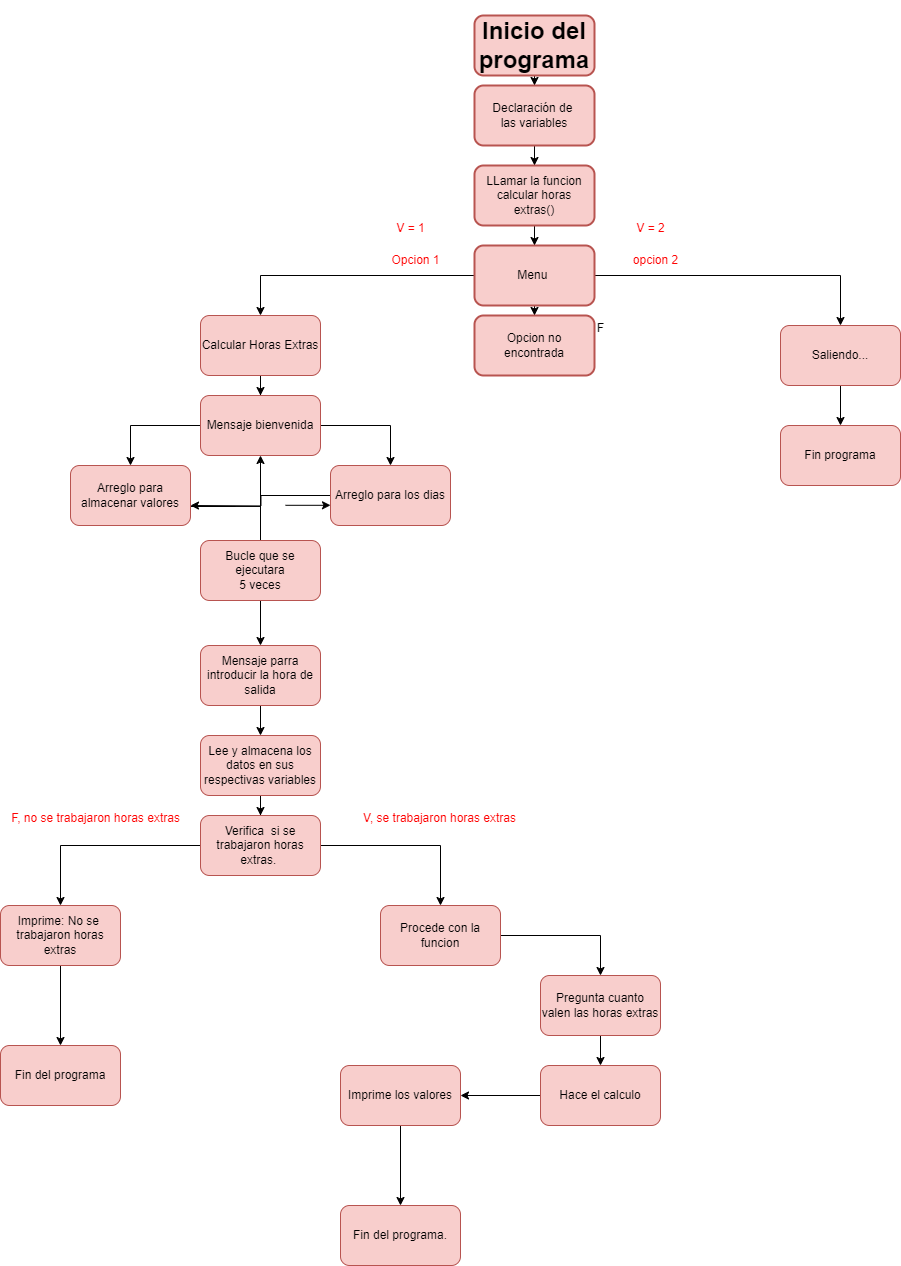 Inicio del
programa
Declaración de
las variables
LLamar la funcion
calcular horas
extras()
V = 1
V = 2
Opcion 1
Menu
opcion 2
Opcion no
encontrada
F
Calcular Horas Extras
Saliendo...
Mensaje bienvenida
Fin programa
Arreglo para
almacenar valores
Arreglo para los dias
Bucle que se
ejecutara
5 veces
Mensaje parra
introducir la hora de
salida
Lee y almacena los
datos en sus
respectivas variables
F, no se trabajaron horas extras
V, se trabajaron horas extras
Verifica si se
trabajaron horas
extras.
Imprime: No se
trabajaron horas
extras
Procede con la
funcion
Pregunta cuanto
valen las horas extras
Fin del programa
Imprime los valores
Hace el calculo
Fin del programa.